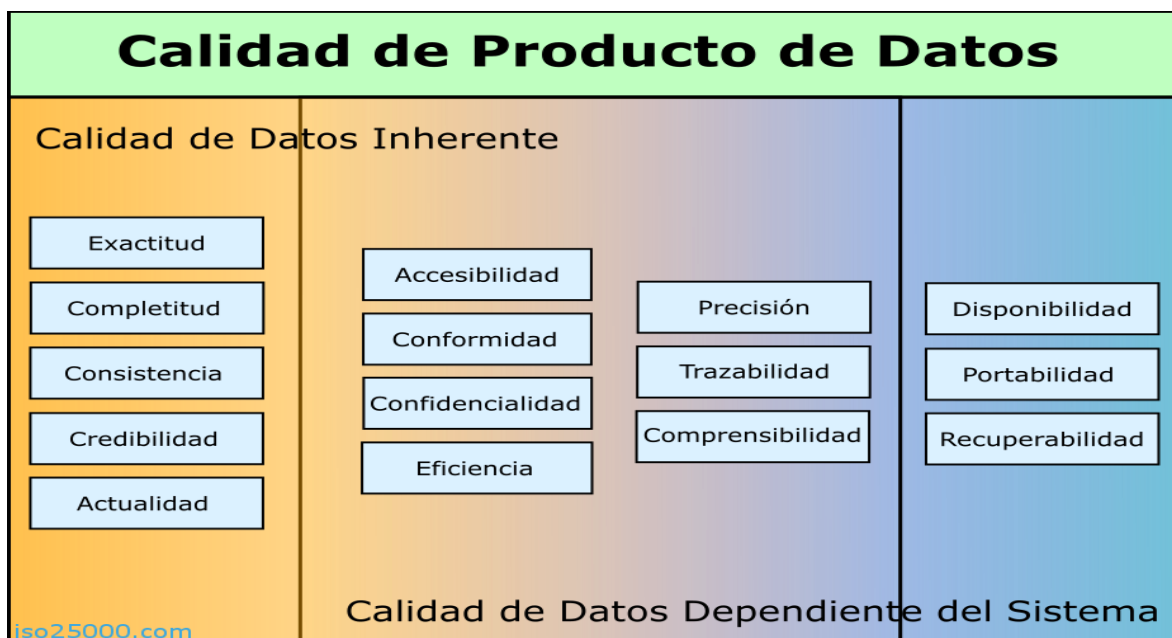 Calidad de Producto de Datos
Calidad de Datos Inherente
Exactitud
Completitud
Consistencia
Credibilidad
Actualidad
Accesibilidad
Conformidad
Confidencialidad
Eficiencia
Precisión
Trazabilidad
Comprensibilidad
Disponibilidad
Portabilidad
Recuperabilidad
Calidad de Datos Dependiente del Sistema
iso25000.com